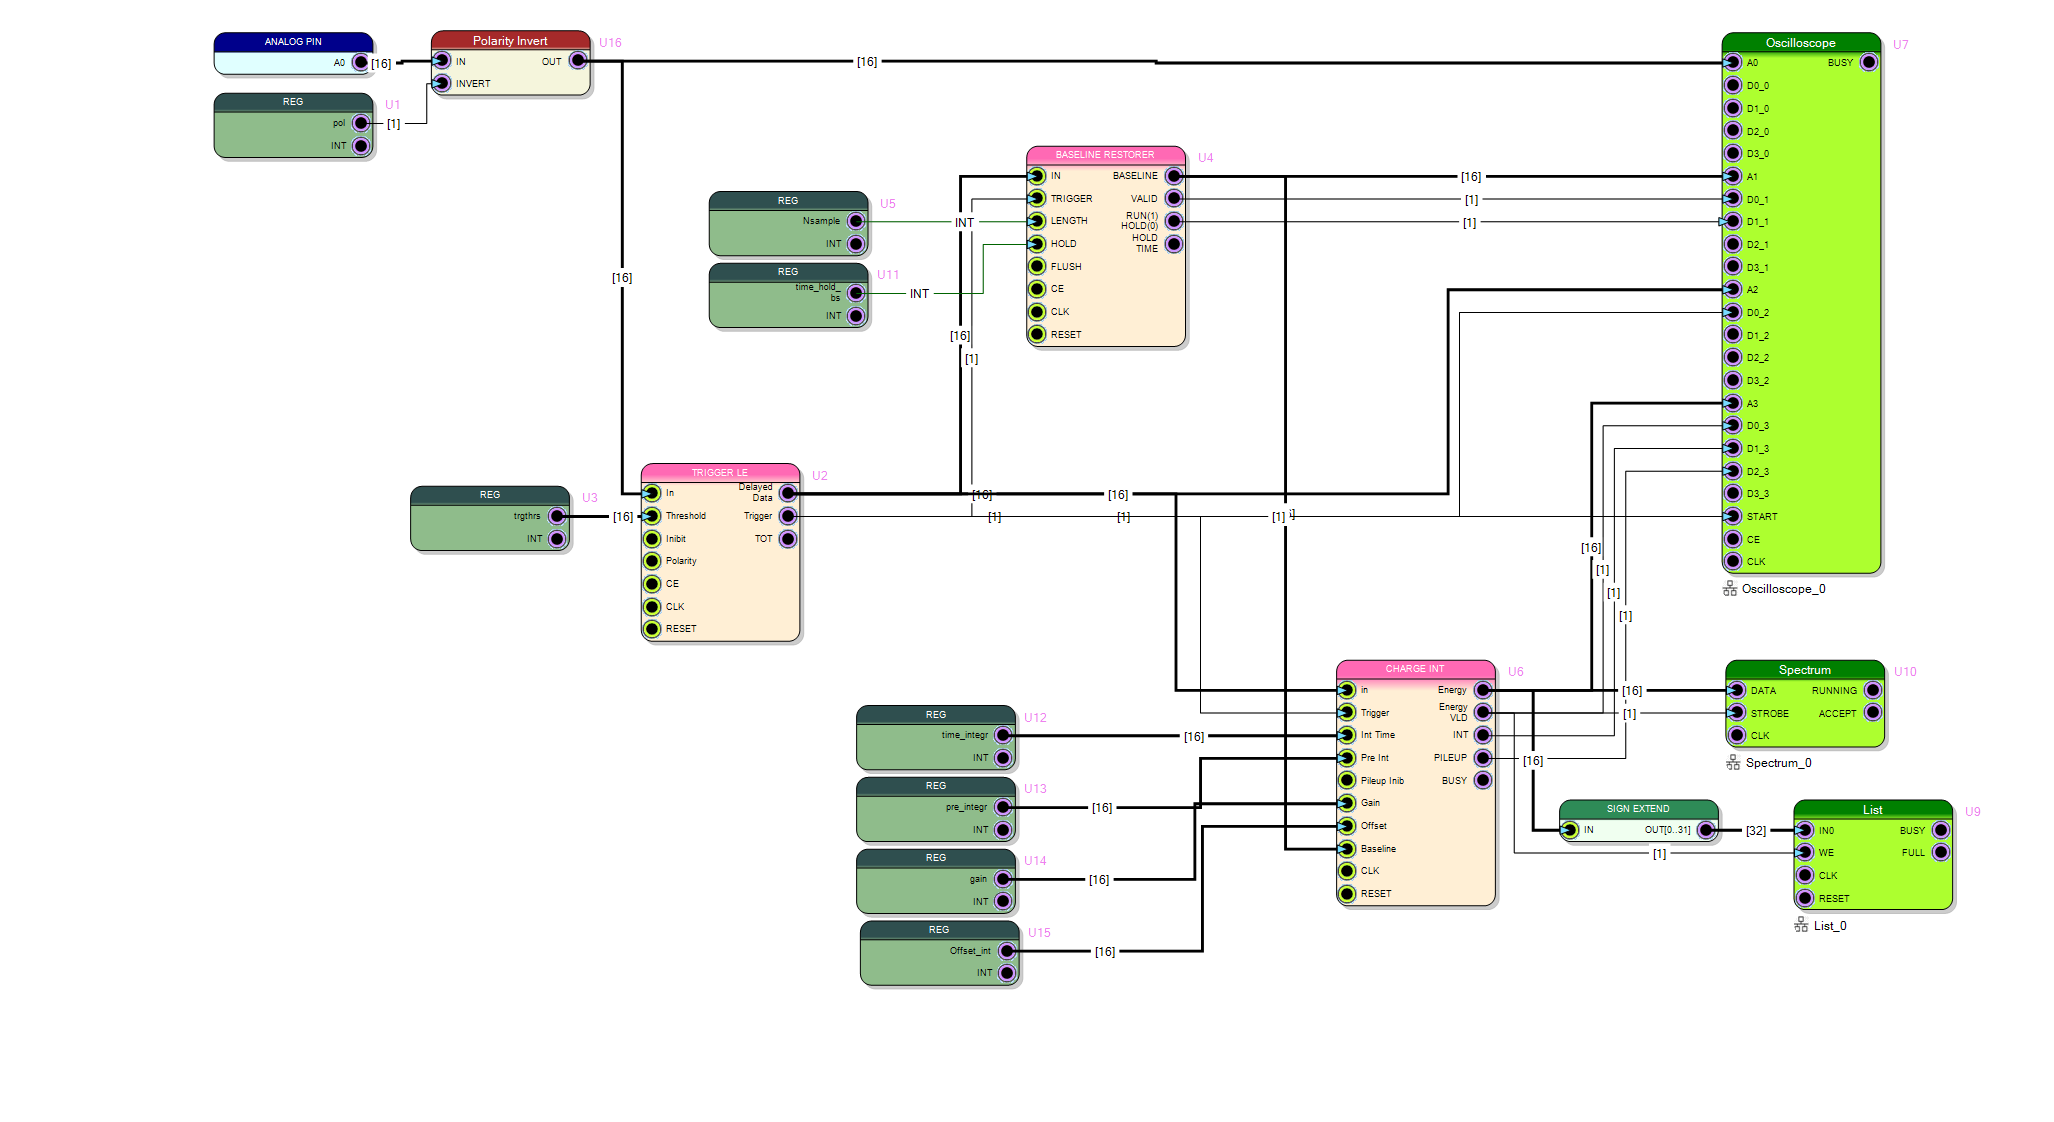 ANALOG PIN
A0
[16]
REG
U1
pol
[1]
INT
Polarity Invert
U16
IN
OUT
INVERT
[16]
[16]
REG
U5
Nsample
INT
INT
REG
U11
time_hold_
bs
INT
INT
BASELINE RESTORER
U4
IN
BASELINE
TRIGGER
VALID
LENGTH
RUN(1)
HOLD(0)
HOLD
HOLD
TIME
FLUSH
CE
CLK
RESET
[16]
[1]
[16]
[1]
[1]
Oscilloscope
U7
A0
BUSY
D0_0
D1_0
D2_0
D3_0
A1
D0_1
D1_1
D2_1
D3_1
A2
D0_2
D1_2
D2_2
D3_2
A3
D0_3
D1_3
D2_3
D3_3
START
CE
CLK
Oscilloscope_0
REG
U3
trgthrs
[16]
INT
TRIGGER LE
U2
In
Delayed
Data
Threshold
Trigger
Inibit
TOT
Polarity
CE
CLK
RESET
[16]
[16]
[1]
[1]
[1]
[16]
[1]
[1]
[1]
REG
U12
time_integr
INT
[16]
REG
U13
pre_integr
INT
[16]
REG
U14
gain
INT
[16]
REG
U15
Offset_int
INT
[16]
CHARGE INT
U6
in
Energy
Trigger
Energy
VLD
Int Time
INT
Pre Int
PILEUP
Pileup Inib
BUSY
Gain
Offset
Baseline
CLK
RESET
[16]
[1]
[16]
Spectrum
U10
DATA
RUNNING
STROBE
ACCEPT
CLK
Spectrum_0
SIGN EXTEND
IN
OUT[0..31]
[32]
[1]
List
U9
IN0
BUSY
WE
FULL
CLK
RESET
List_0